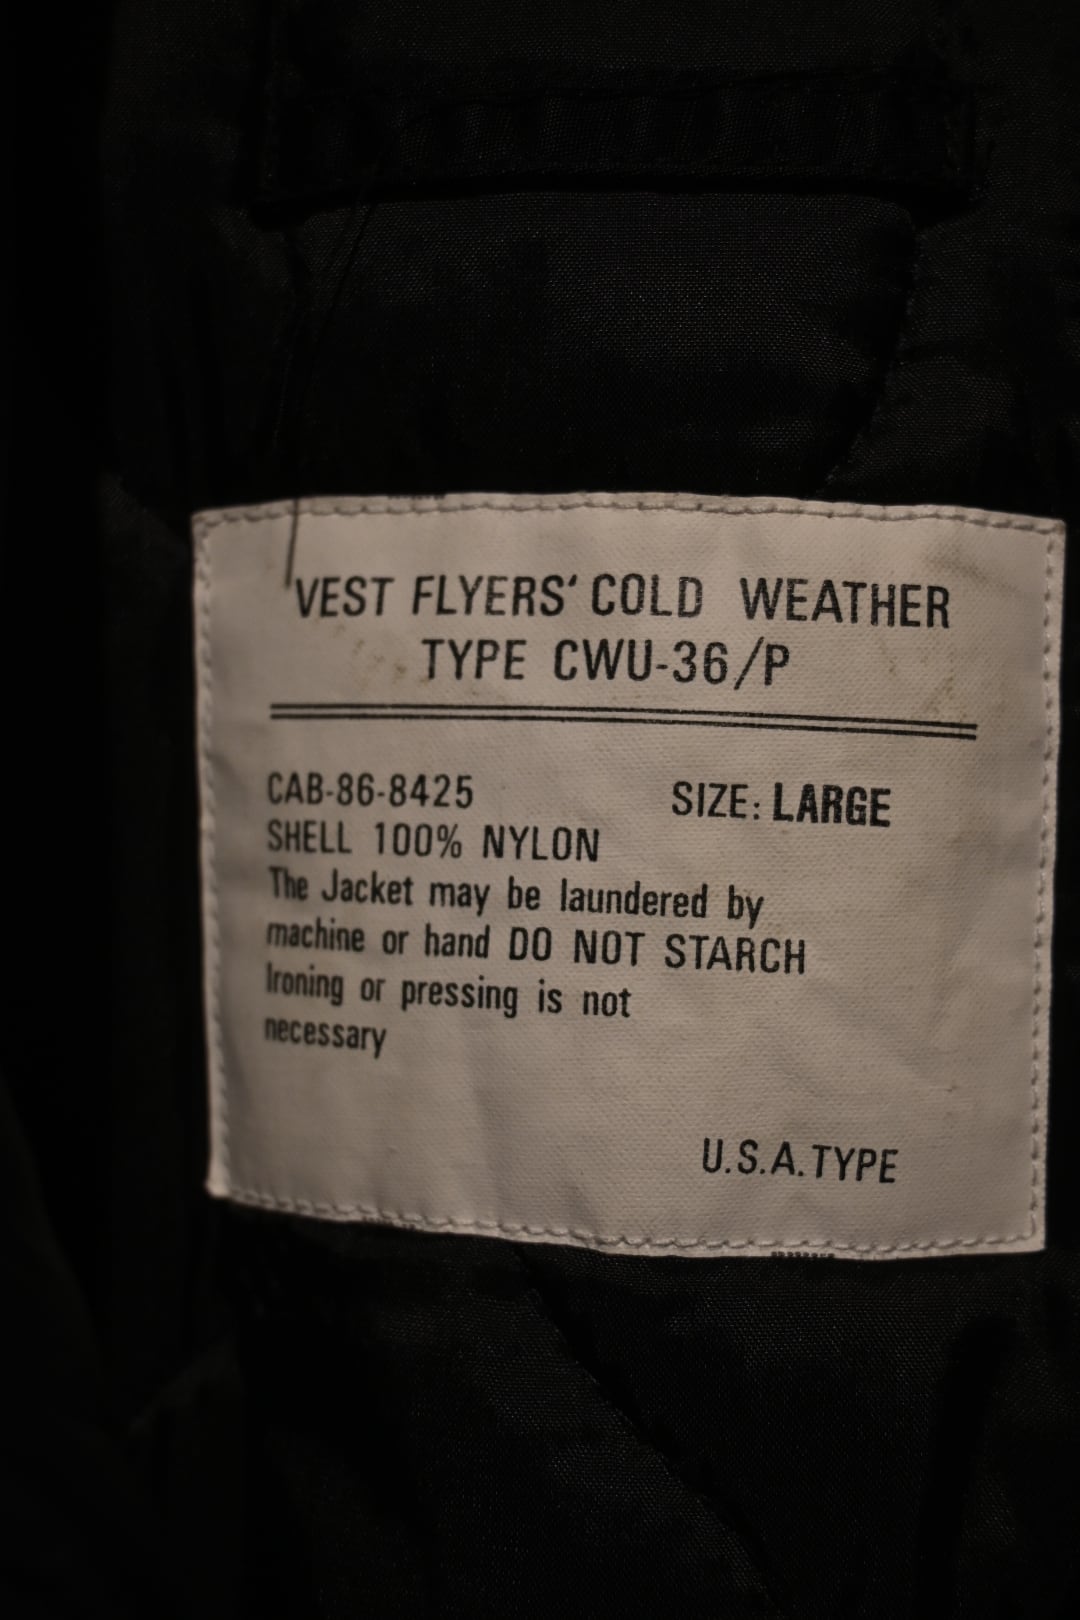 VEST FLYERS' COLD WEATHER
TYPE CWU-36/P
CAB-86-8425
SIZE: LARGE
SHELL 100% NYLON
The Jacket may be laundered by
machine or hand DO NOT STARCH
Ironing or pressing is not
necessary
U.S.A. TYPE